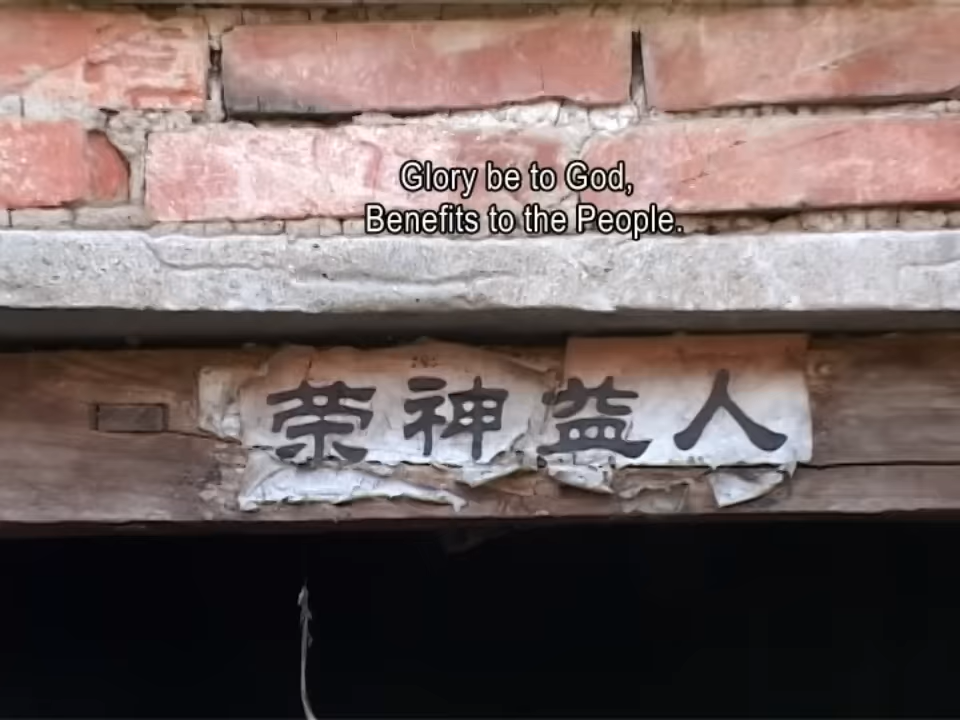 Glory be to God,
Benefits to the People.
荣神益人